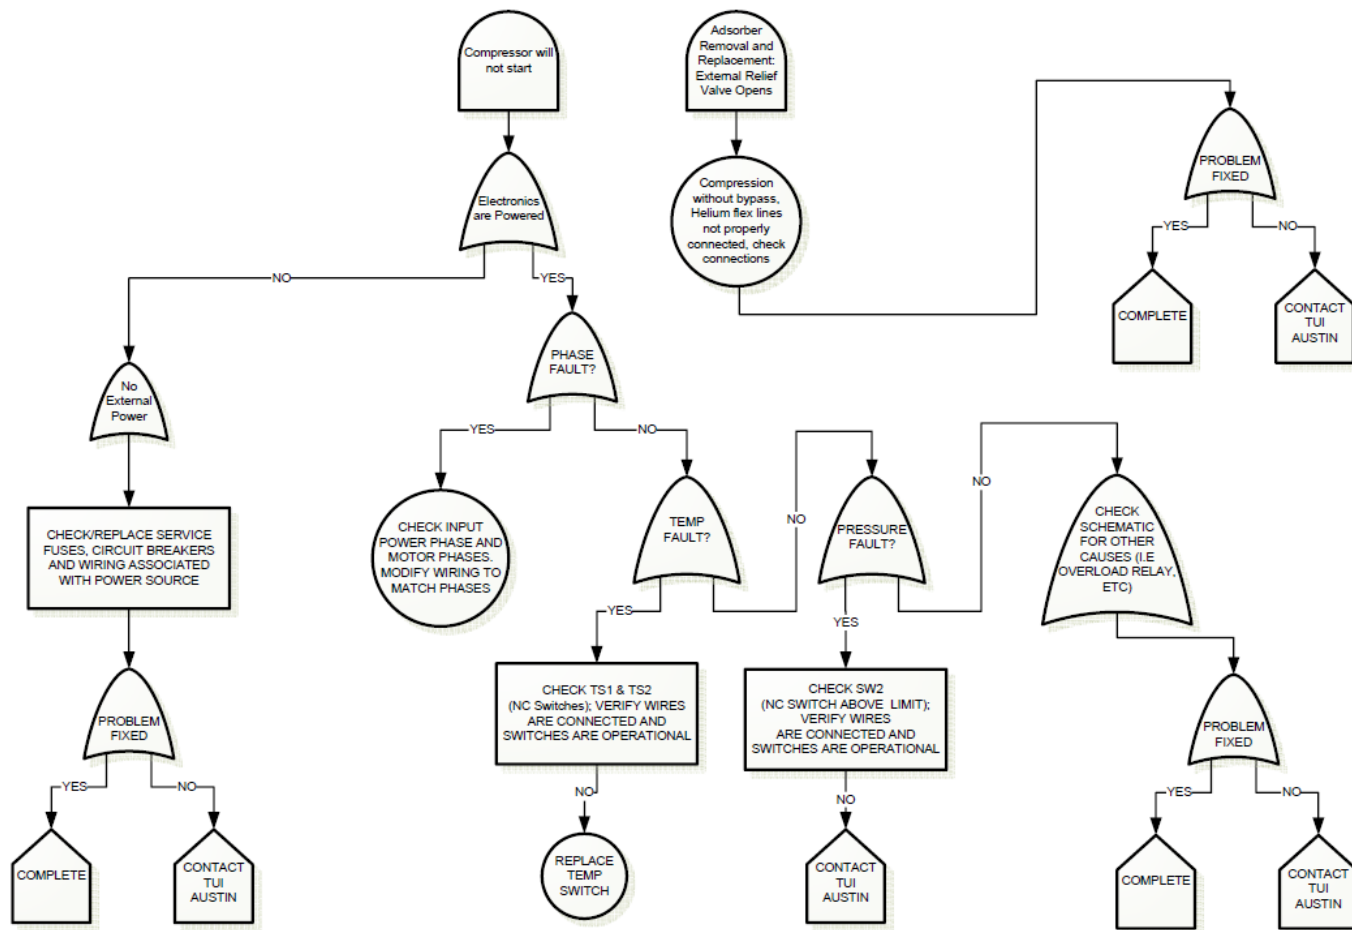 Compressor will
not start
Adsorber
Removal and
Replacement:
External Relief
Valve Opens
Electronics
are Powered
Compression
without bypass,
Helium flex lines
not properly
connected, check
connections
PROBLEM
FIXED
YES
NO
COMPLETE
CONTACT
TUI
AUSTIN
NO
YES
PHASE
FAULT?
No
External
Power
YES
NO
CHECK/REPLACE SERVICE
FUSES, CIRCUIT BREAKERS
AND WIRING ASSOCIATED
WITH POWER SOURCE
CHECK INPUT
POWER PHASE AND
MOTOR PHASES.
MODIFY WIRING TO
MATCH PHASES
TEMP
FAULT?
NO
PRESSURE
FAULT?
NO
CHECK
SCHEMATIC
FOR OTHER
CAUSES (I.E
OVERLOAD RELAY,
ETC)
YES
YES
CHECK TS1 & TS2
(NC Switches); VERIFY WIRES
ARE CONNECTED AND
SWITCHES ARE OPERATIONAL
CHECK SW2
(NC SWITCH ABOVE LIMIT);
VERIFY WIRES
ARE CONNECTED AND
SWITCHES ARE OPERATIONAL
PROBLEM
FIXED
PROBLEM
FIXED
YES
NO
NO
NO
YES
NO
COMPLETE
CONTACT
TUI
AUSTIN
REPLACE
TEMP
SWITCH
CONTACT
TUI
AUSTIN
COMPLETE
CONTACT
TUI
AUSTIN